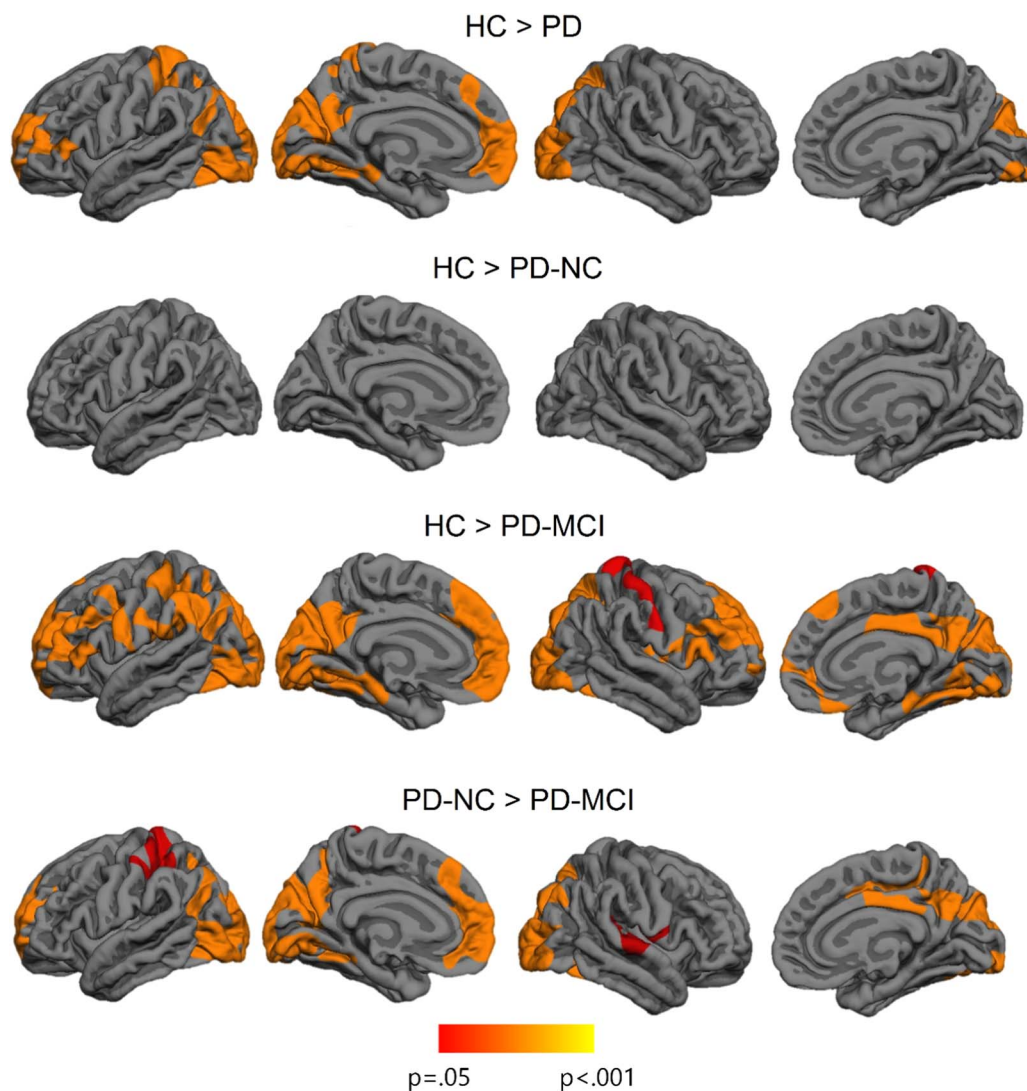 HC > PD
HC > PD-NC
HC > PD-MCI
PD-NC > PD-MCI
p=.05 p<.001